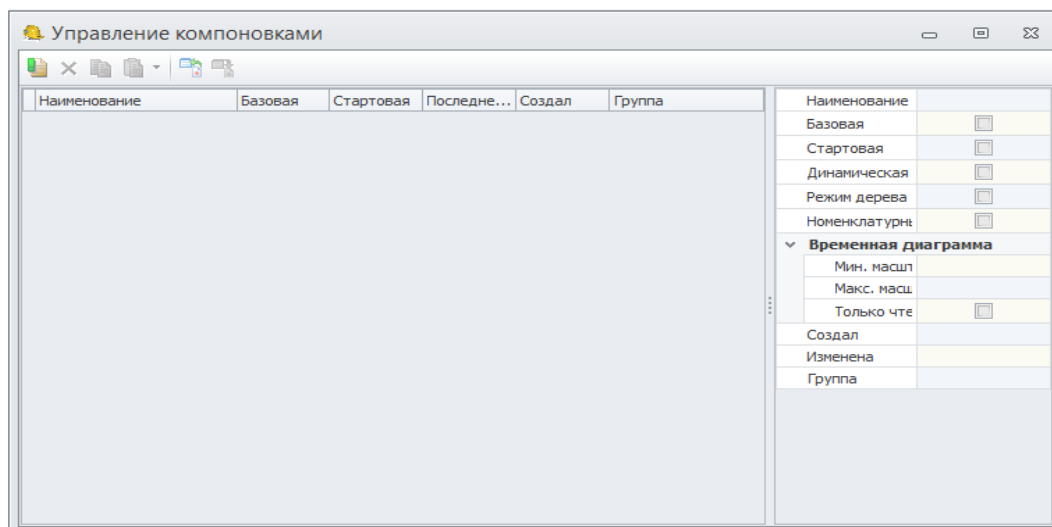 Управление компоновками
Наименование Базовая Стартовая Последне... Создал Группа
Наименование
Базовая
Стартовая
Динамическая
Режим дерева
Номенклатурнь
Временная диаграмма
Мин. масшт
Макс. масш
Только чте
Создал
Изменена
Группа